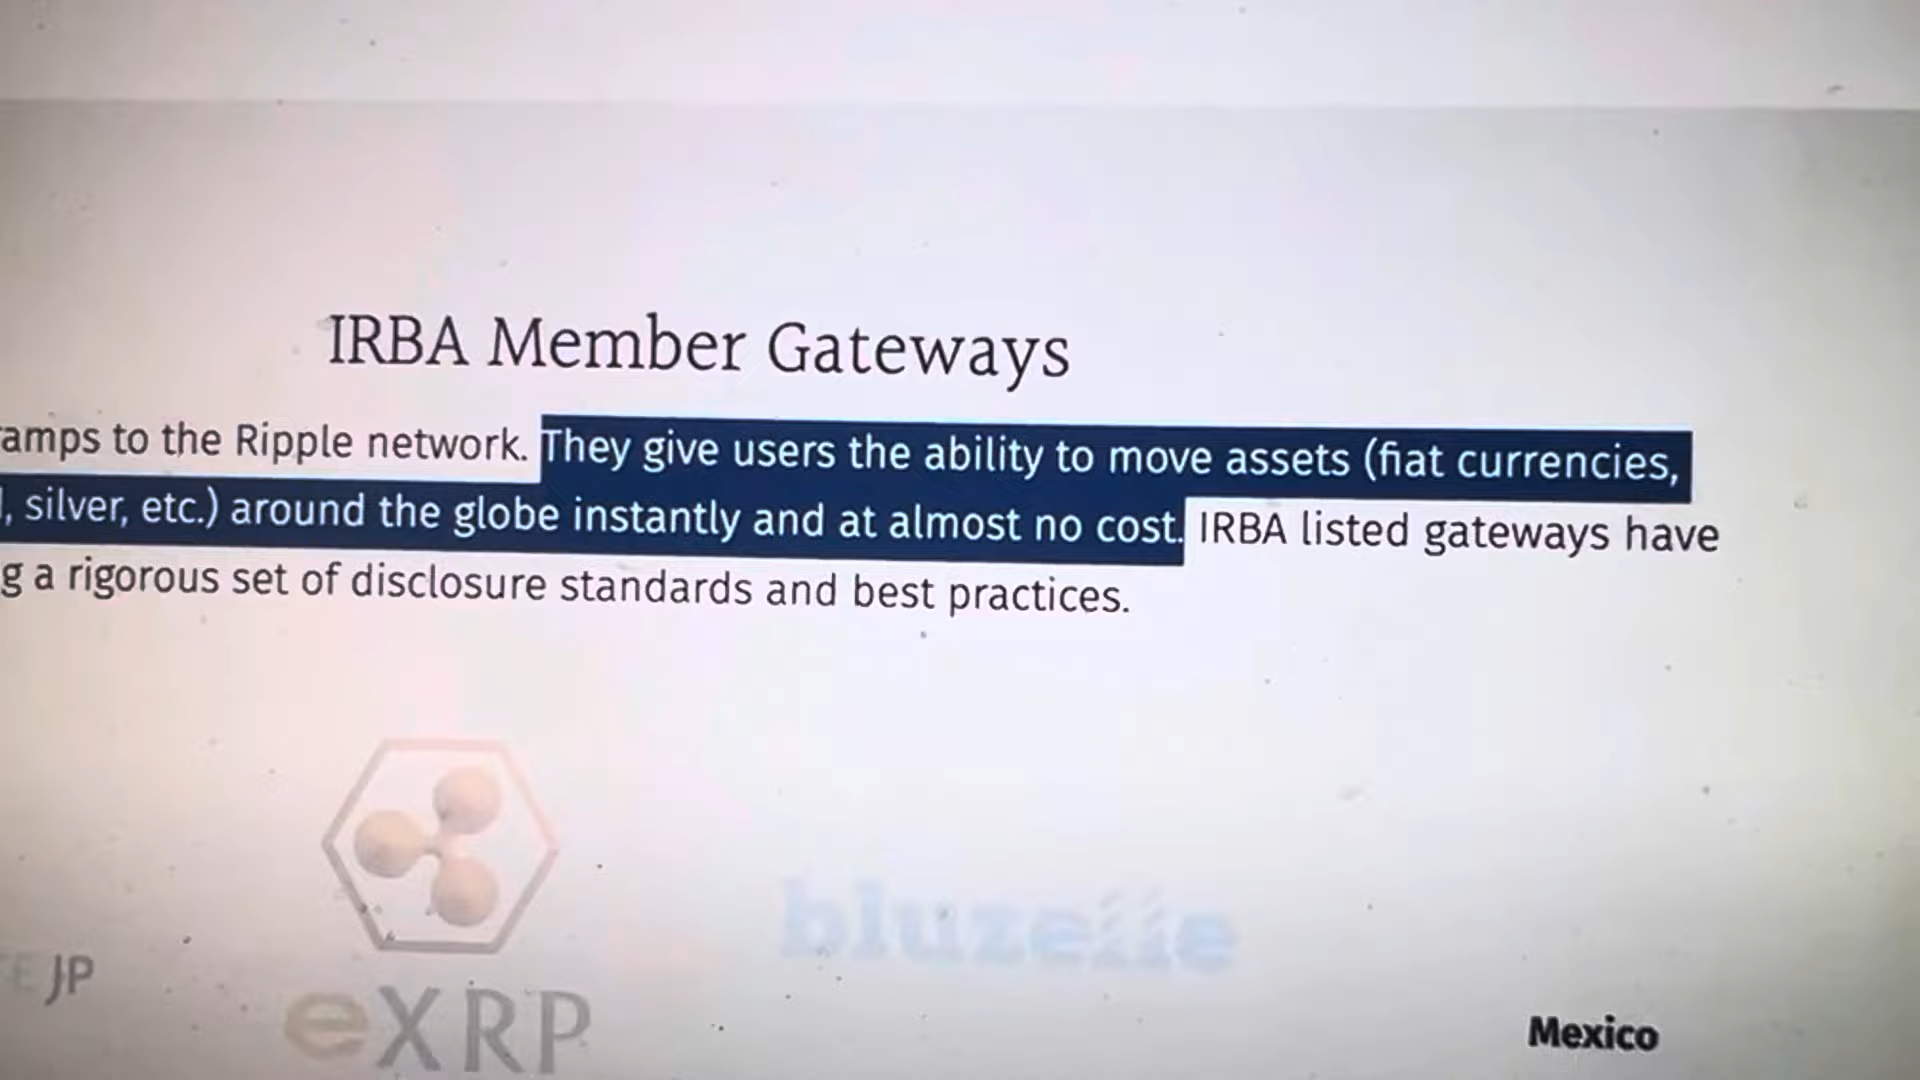 IRBA Member Gateways
amps to the Ripple network. They give users the ability to move assets (fiat currencies,
, silver, etc.) around the globe instantly and at almost no cost. IRBA listed gateways have
g a rigorous set of disclosure standards and best practices.
bluzelle
JP
eXRP
Mexico